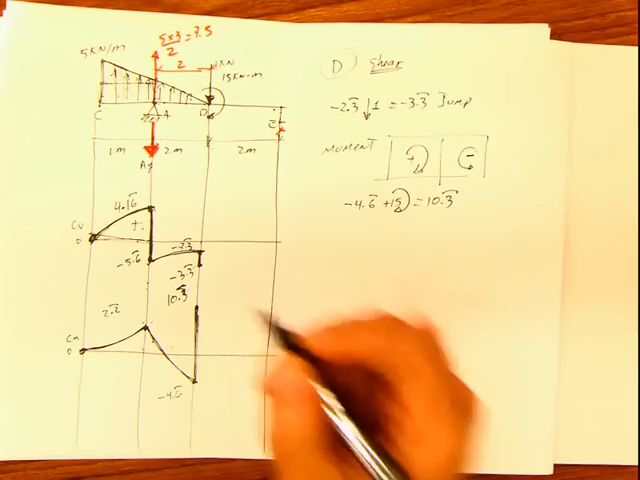 5x3/2=7.5
5KN/m
2
1KN
15KN-m
C
A
D
E
1m
2m
2m
Ay
Cv
0
4.16
+
-5.6
-2.3
-3.3
10.3
2.2
Cm
0
-4.6
D Shear
-2.3 ↓ 1 = -3.3 Jump
MOMENT + -
-4.6 + 15 = 10.3